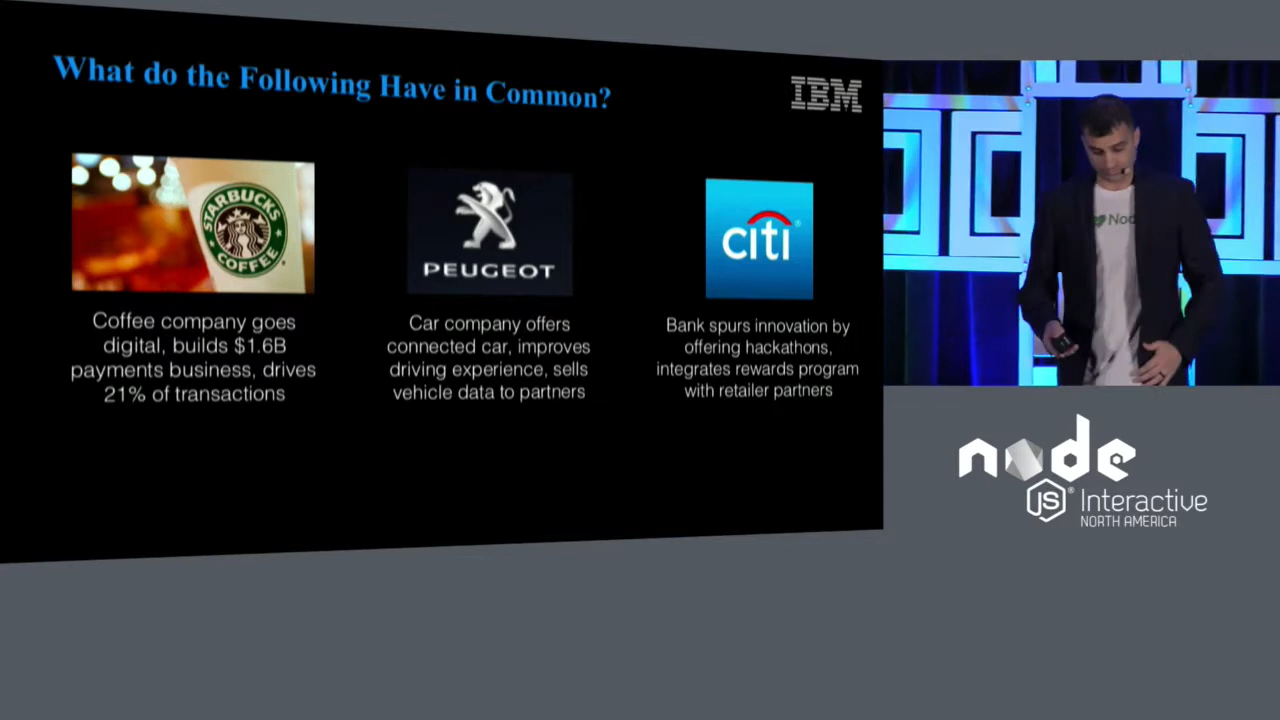 What do the Following Have in Common?
IBM
STARBUCKS
COFFEE
PEUGEOT
citi
Coffee company goes
digital, builds $1.6B
payments business, drives
21% of transactions
Car company offers
connected car, improves
driving experience, sells
vehicle data to partners
Bank spurs innovation by
offering hackathons,
integrates rewards program
with retailer partners
Nod
node
JS Interactive
NORTH AMERICA